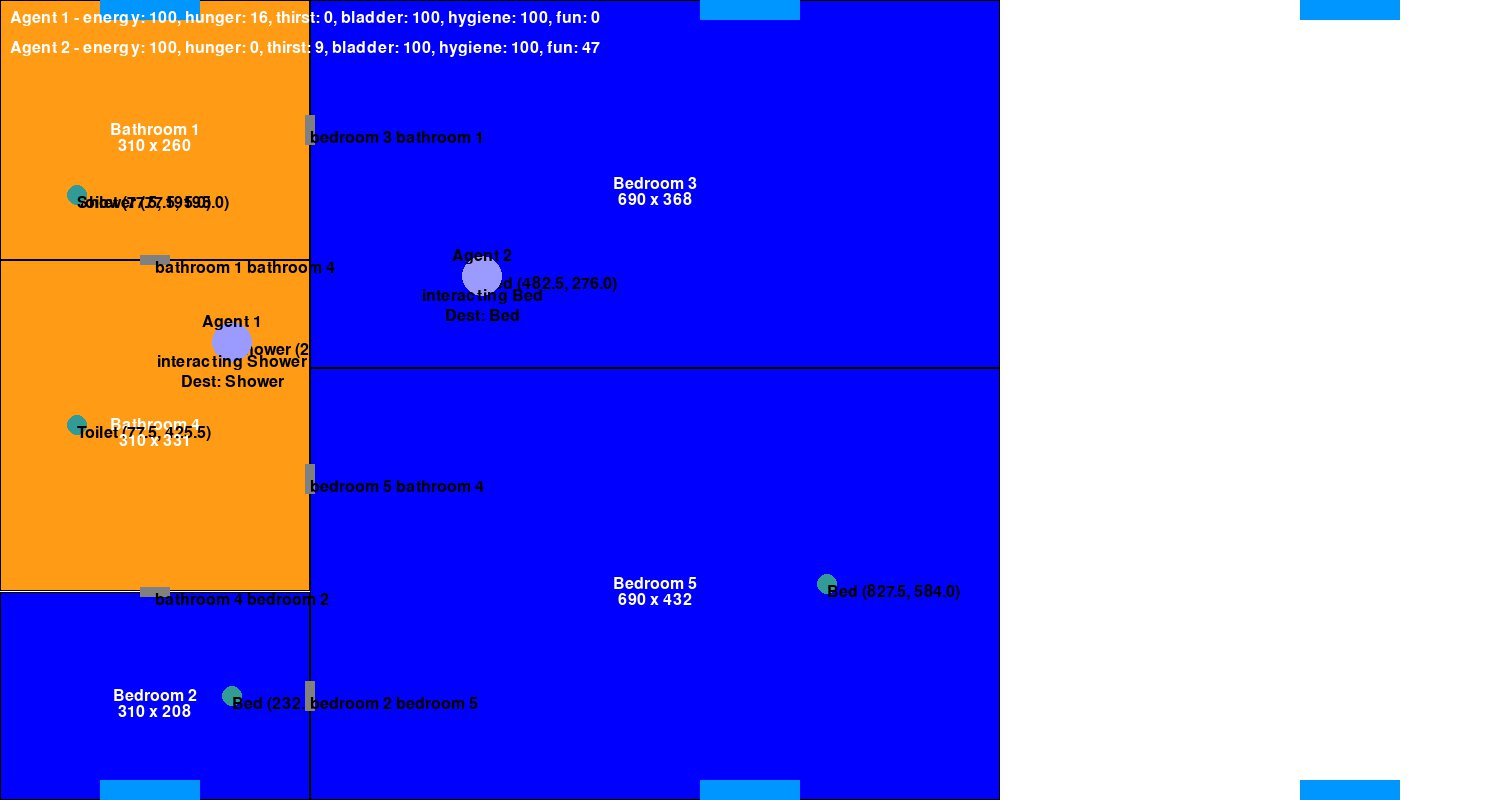 Agent 1 - energy: 100, hunger: 16, thirst: 0, bladder: 100, hygiene: 100, fun: 0
Agent 2 - energy: 100, hunger: 0, thirst: 9, bladder: 100, hygiene: 100, fun: 47
Bathroom 1
310 x 260
bedroom 3 bathroom 1
Bedroom 3
690 x 368
Agent 2
(482.5, 276.0)
interacting Bed
Dest: Bed
bathroom 1 bathroom 4
Agent 1
interacting Shower
Dest: Shower
Bathroom 4
310 x 331
Toilet (77.5, 425.5)
bedroom 5 bathroom 4
Bedroom 5
690 x 432
Bed (827.5, 584.0)
bathroom 4 bedroom 2
Bedroom 2
310 x 208
Bed (232.
bedroom 2 bedroom 5